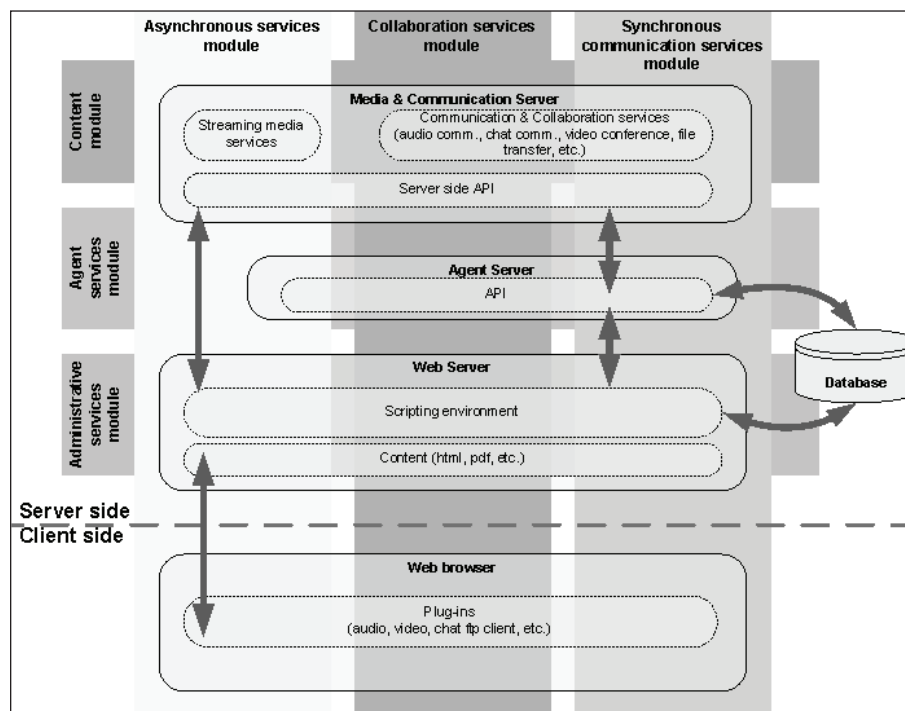 Asynchronous services
module
Collaboration services
module
Synchronous
communication services
module
Content
module
Media & Communication Server
Streaming media
services
Communication & Collaboration services
(audio comm., chat comm., video conference, file
transfer, etc.)
Server side API
Agent
services
module
Agent Server
API
Database
Administrative
services
module
Web Server
Scripting environment
Content (html, pdf, etc.)
Server side
Client side
Web browser
Plug-ins
(audio, video, chat ftp client, etc.)